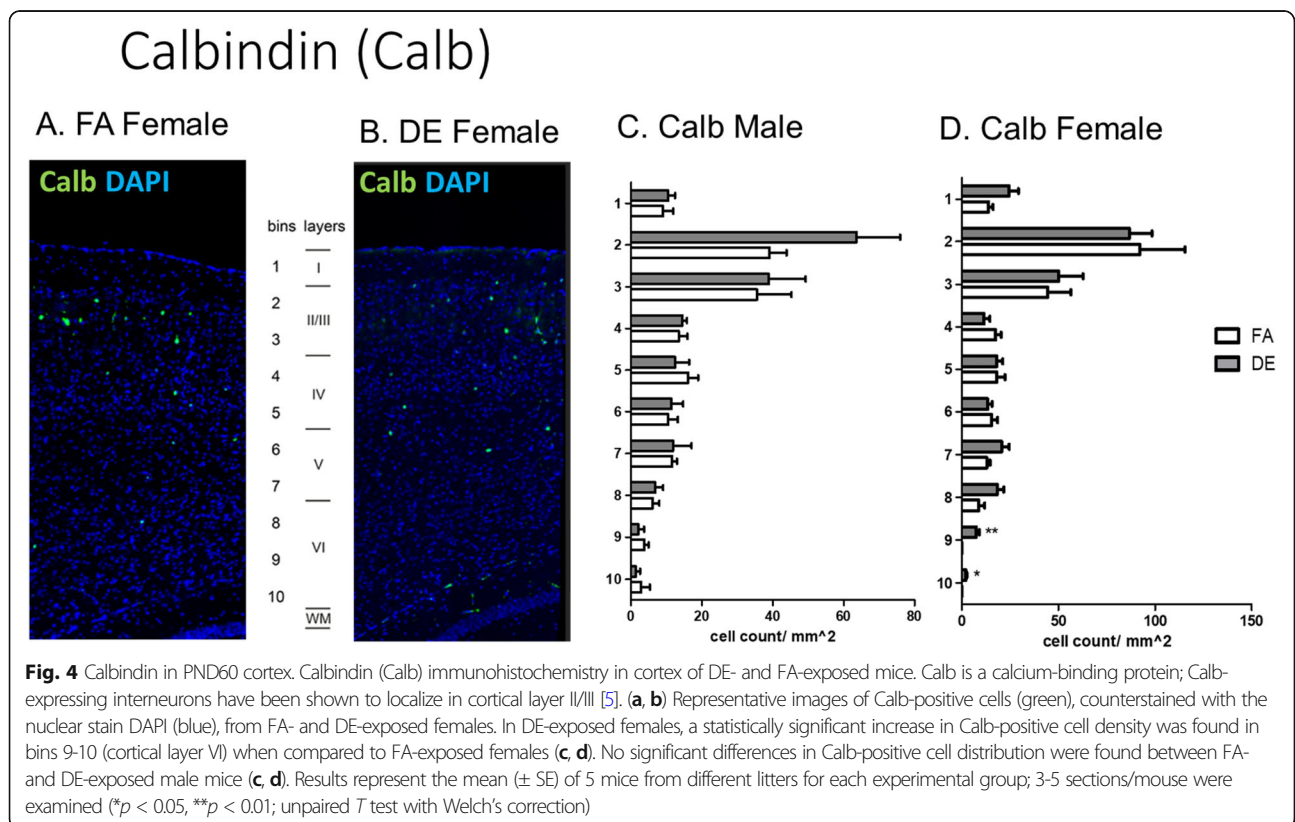 Calbindin (Calb)
A. FA Female
B. DE Female
C. Calb Male
D. Calb Female
Calb DAPI
bins layers
1 I
2
II/III
3
4
IV
5
6
V
7
8
VI
9
10
WM
Calb DAPI
1
2
3
4
5
6
7
8
9
10
0 20 40 60 80
cell count/ mm^2
1
2
3
4
5
6
7
8
9 **
10 *
0 50 100 150
cell count/ mm^2
FA
DE
Fig. 4 Calbindin in PND60 cortex. Calbindin (Calb) immunohistochemistry in cortex of DE- and FA-exposed mice. Calb is a calcium-binding protein; Calb-
expressing interneurons have been shown to localize in cortical layer II/III [5]. (a, b) Representative images of Calb-positive cells (green), counterstained with the
nuclear stain DAPI (blue), from FA- and DE-exposed females. In DE-exposed females, a statistically significant increase in Calb-positive cell density was found in
bins 9-10 (cortical layer VI) when compared to FA-exposed females (c, d). No significant differences in Calb-positive cell distribution were found between FA-
and DE-exposed male mice (c, d). Results represent the mean (± SE) of 5 mice from different litters for each experimental group; 3-5 sections/mouse were
examined (*p < 0.05, **p < 0.01; unpaired T test with Welch's correction)